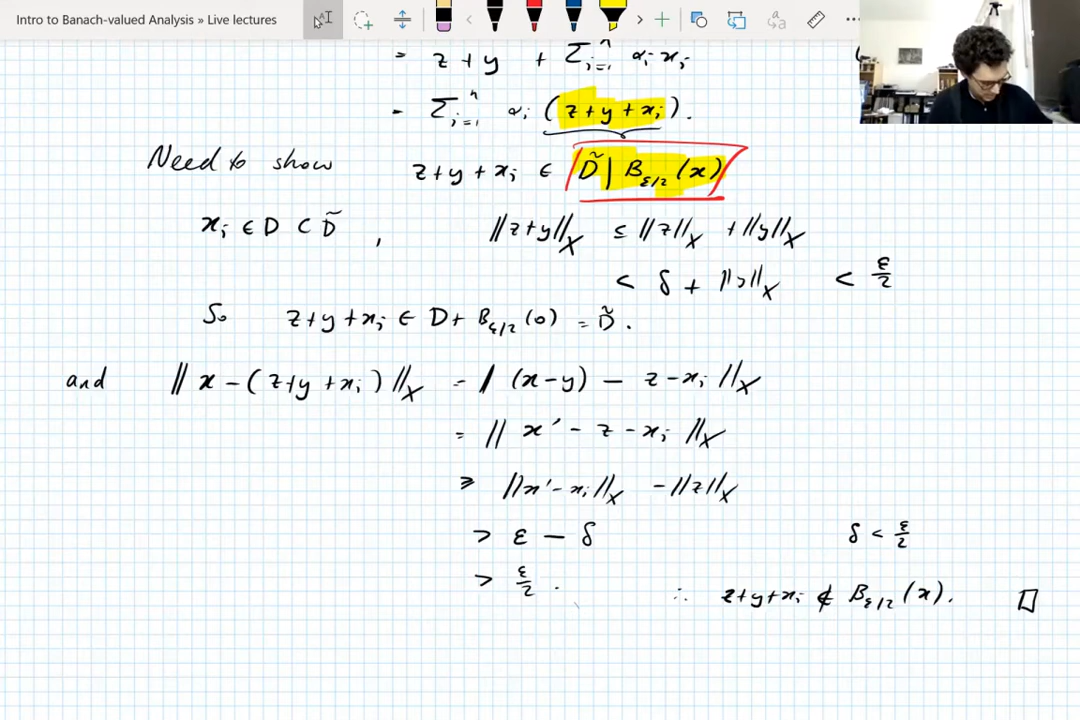 Intro to Banach-valued Analysis » Live lectures
= z + y + Σ_{i=1}^n α_i x_i
= Σ_{i=1}^n α_i (z + y + x_i).
Need to show z + y + x_i ∈ D̃ \ B_{ε/2}(x)
x_i ∈ D ⊂ D̃ , ‖z+y‖_X ≤ ‖z‖_X + ‖y‖_X
< δ + ‖y‖_X < ε/2
So z+y+x_i ∈ D + B_{ε/2}(0) = D̃.
and ‖x − (z+y+x_i)‖_X = ‖(x−y) − z − x_i‖_X
= ‖x' − z − x_i‖_X
≥ ‖x' − x_i‖_X − ‖z‖_X
> ε − δ δ < ε/2
> ε/2 . ∴ z+y+x_i ∉ B_{ε/2}(x). □